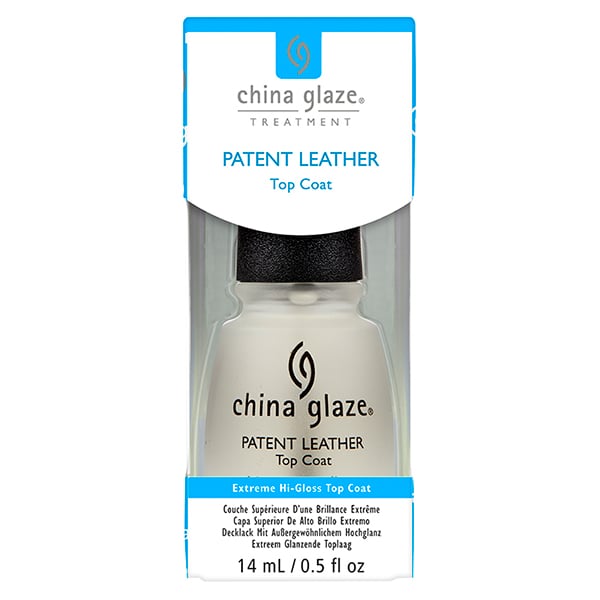 china glaze®
TREATMENT
PATENT LEATHER
Top Coat
china glaze®
PATENT LEATHER
Top Coat
Extreme Hi-Gloss Top Coat
Couche Supérieure D'une Brillance Extrême
Capa Superior De Alto Brillo Extremo
Decklack Mit Außergewöhnlichem Hochglanz
Extreem Glanzende Toplaag
14 mL / 0.5 fl oz